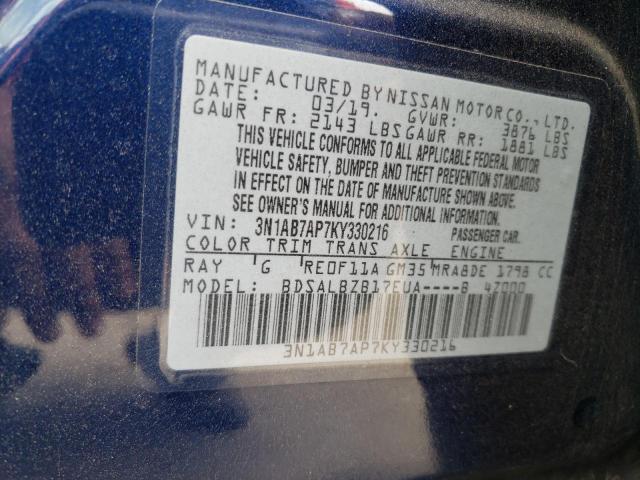 MANUFACTURED BY NISSAN MOTOR CO., LTD.
DATE: 03/19. GVWR: 3876 LBS
GAWR FR: 2143 LBS GAWR RR: 1881 LBS
THIS VEHICLE CONFORMS TO ALL APPLICABLE FEDERAL MOTOR
VEHICLE SAFETY, BUMPER AND THEFT PREVENTION STANDARDS
IN EFFECT ON THE DATE OF MANUFACTURE SHOWN ABOVE.
SEE OWNER'S MANUAL FOR ADDITIONAL INFORMATION.
VIN: 3N1AB7AP7KY330216 PASSENGER CAR.
COLOR TRIM TRANS AXLE ENGINE
RAY G RE0F11A GM35 MRA8DE 1798 CC
MODEL: BDSALBZB17EUA----B 4Z000
3N1AB7AP7KY330216